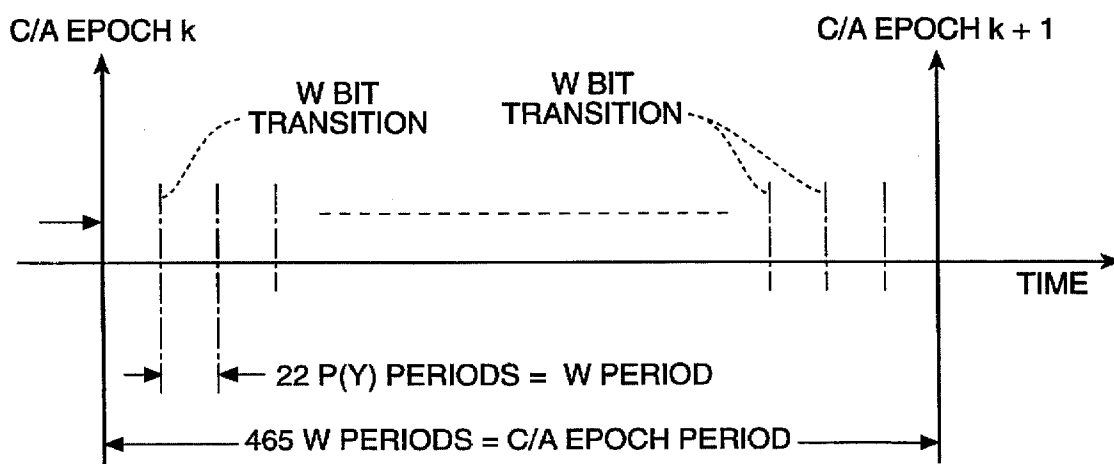 C/A EPOCH k
C/A EPOCH k + 1
W BIT
TRANSITION
W BIT
TRANSITION
TIME
22 P(Y) PERIODS = W PERIOD
465 W PERIODS = C/A EPOCH PERIOD